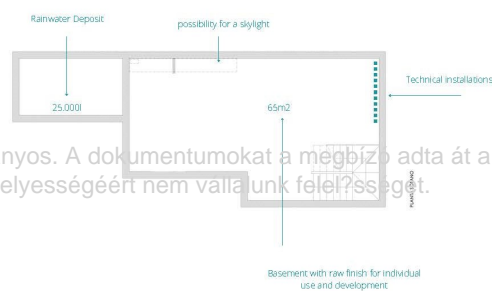 Rainwater Deposit
possibility for a skylight
Technical installations
25.000l
65m2
nyos. A dokumentumokat a megbízó adta át a
elyességéért nem vállalunk felel?sséget.
Basement with raw finish for individual
use and development